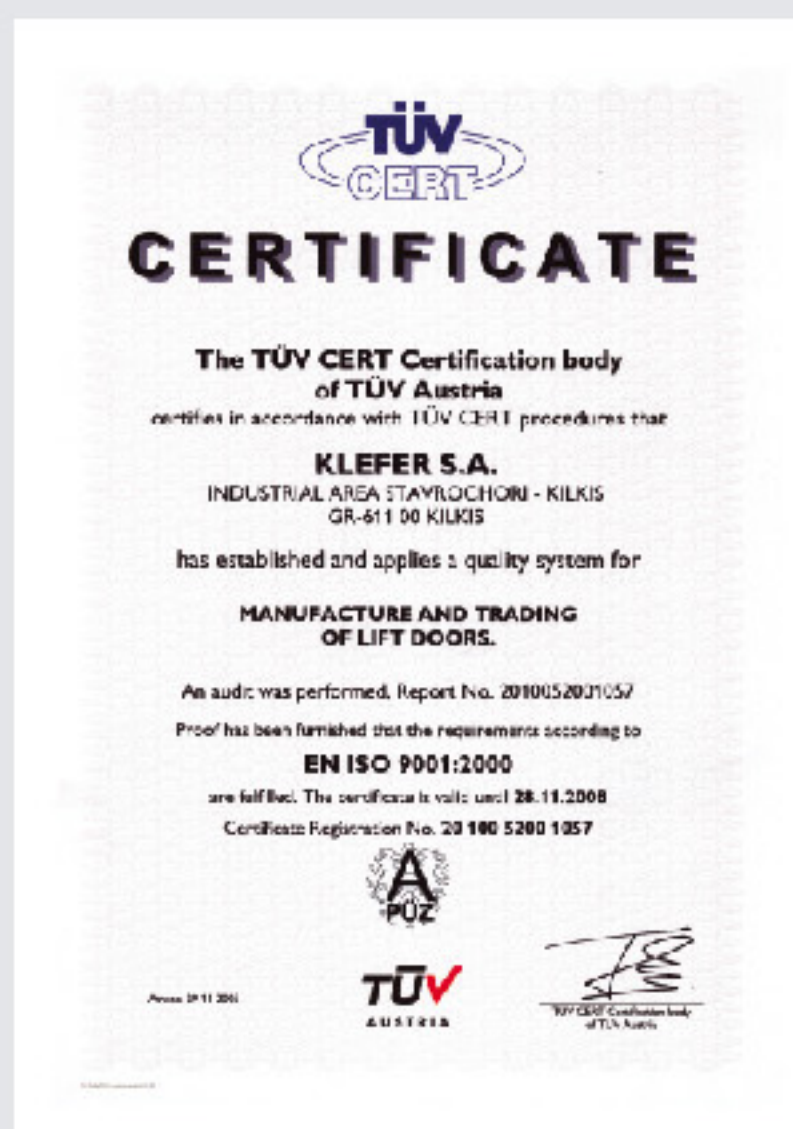 TÜV
CERT
CERTIFICATE
The TÜV CERT Certification body
of TÜV Austria
certifies in accordance with TÜV CERT procedures that
KLEFER S.A.
INDUSTRIAL AREA STAVROCHORI - KILKIS
GR-611 00 KILKIS
has established and applies a quality system for
MANUFACTURE AND TRADING
OF LIFT DOORS.
An audit was performed, Report No. 2010052001057
Proof has been furnished that the requirements according to
EN ISO 9001:2000
are fulfilled. The certificate is valid until 28.11.2008
Certificate Registration No. 20 100 5200 1057
A
PÜZ
TÜV
AUSTRIA
TÜV CERT Certification body
of TÜV Austria